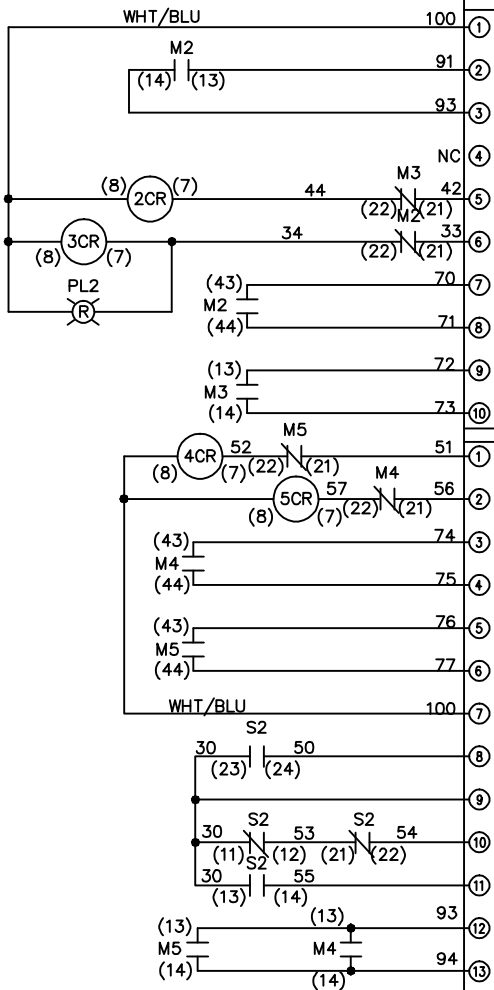 WHT/BLU 100 1
M2 91 2
(14) (13)
93 3
NC 4
M3
(8) 2CR (7) 44 (22) (21) 42 5
M2
(8) 3CR (7) 34 (22) (21) 33 6
PL2
R
(43) 70 7
M2
(44) 71 8
(13) 72 9
M3
(14) 73 10
M5
(8) 4CR (7) 52 (22) (21) 51 1
M4
(8) 5CR (7) 57 (22) (21) 56 2
(43) 74 3
M4
(44) 75 4
(43) 76 5
M5
(44) 77 6
WHT/BLU 100 7
S2
30 50 8
(23) (24)
9
S2 S2
30 53 54 10
(11) (12) (21) (22)
S2
30 55 11
(13) (14)
(13) (13) 93 12
M5 M4
(14) (14) 94 13